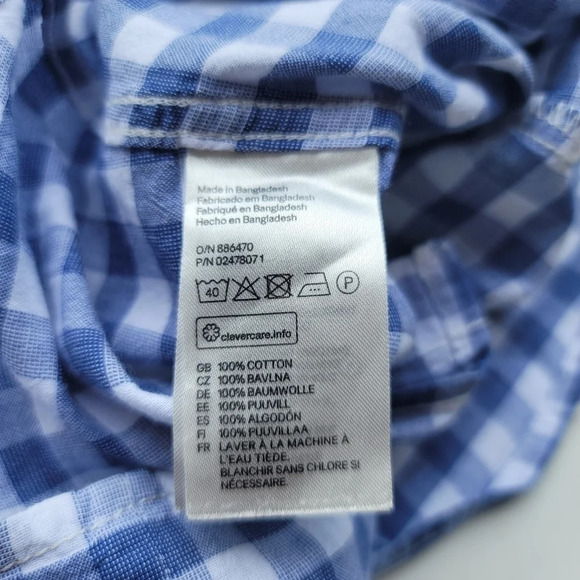 Made in Bangladesh
Fabricado em Bangladesh
Fabriqué en Bangladesh
Hecho en Bangladesh
O/N 886470
P/N 02478071
40
P
clevercare.info
GB 100% COTTON
CZ 100% BAVLNA
DE 100% BAUMWOLLE
EE 100% PUUVILL
ES 100% ALGODÓN
FI 100% PUUVILLAA
FR LAVER À LA MACHINE À
L'EAU TIÈDE.
BLANCHIR SANS CHLORE SI
NÉCESSAIRE.